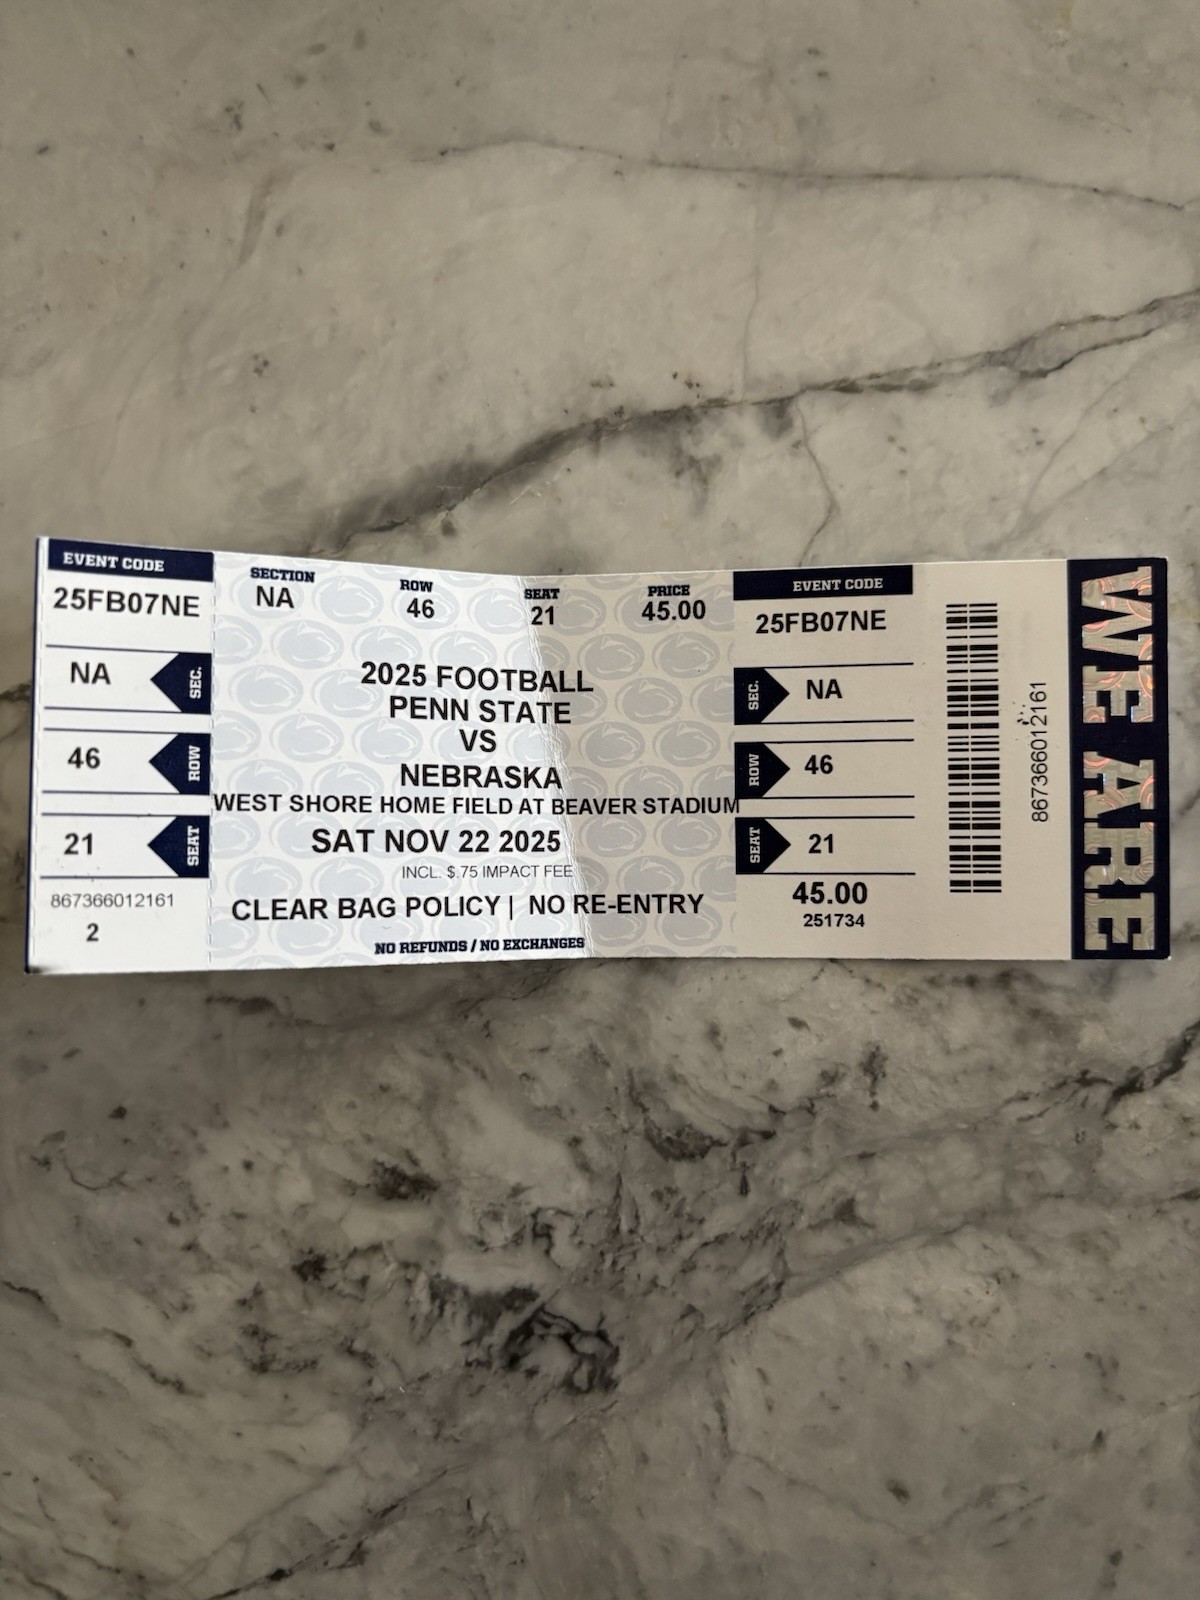 EVENT CODE
25FB07NE
NA
SEC.
46
ROW
21
SEAT
867366012161
2
SECTION ROW SEAT PRICE
NA 46 21 45.00
2025 FOOTBALL
PENN STATE
VS
NEBRASKA
WEST SHORE HOME FIELD AT BEAVER STADIUM
SAT NOV 22 2025
INCL. $.75 IMPACT FEE
CLEAR BAG POLICY | NO RE-ENTRY
NO REFUNDS / NO EXCHANGES
EVENT CODE
25FB07NE
SEC.
NA
ROW
46
SEAT
21
45.00
251734
867366012161
WE ARE